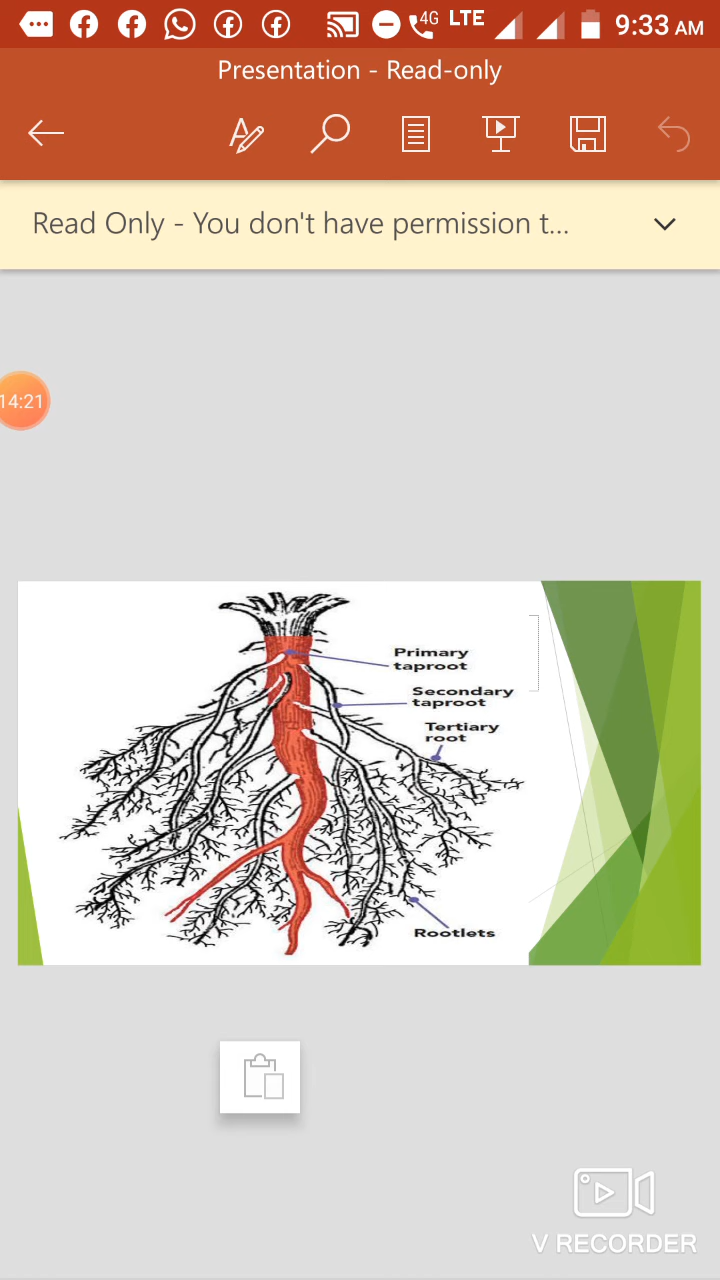 4G LTE 9:33 AM
Presentation - Read-only
Read Only - You don't have permission t...
14:21
Primary
taproot
Secondary
taproot
Tertiary
root
Rootlets
V RECORDER